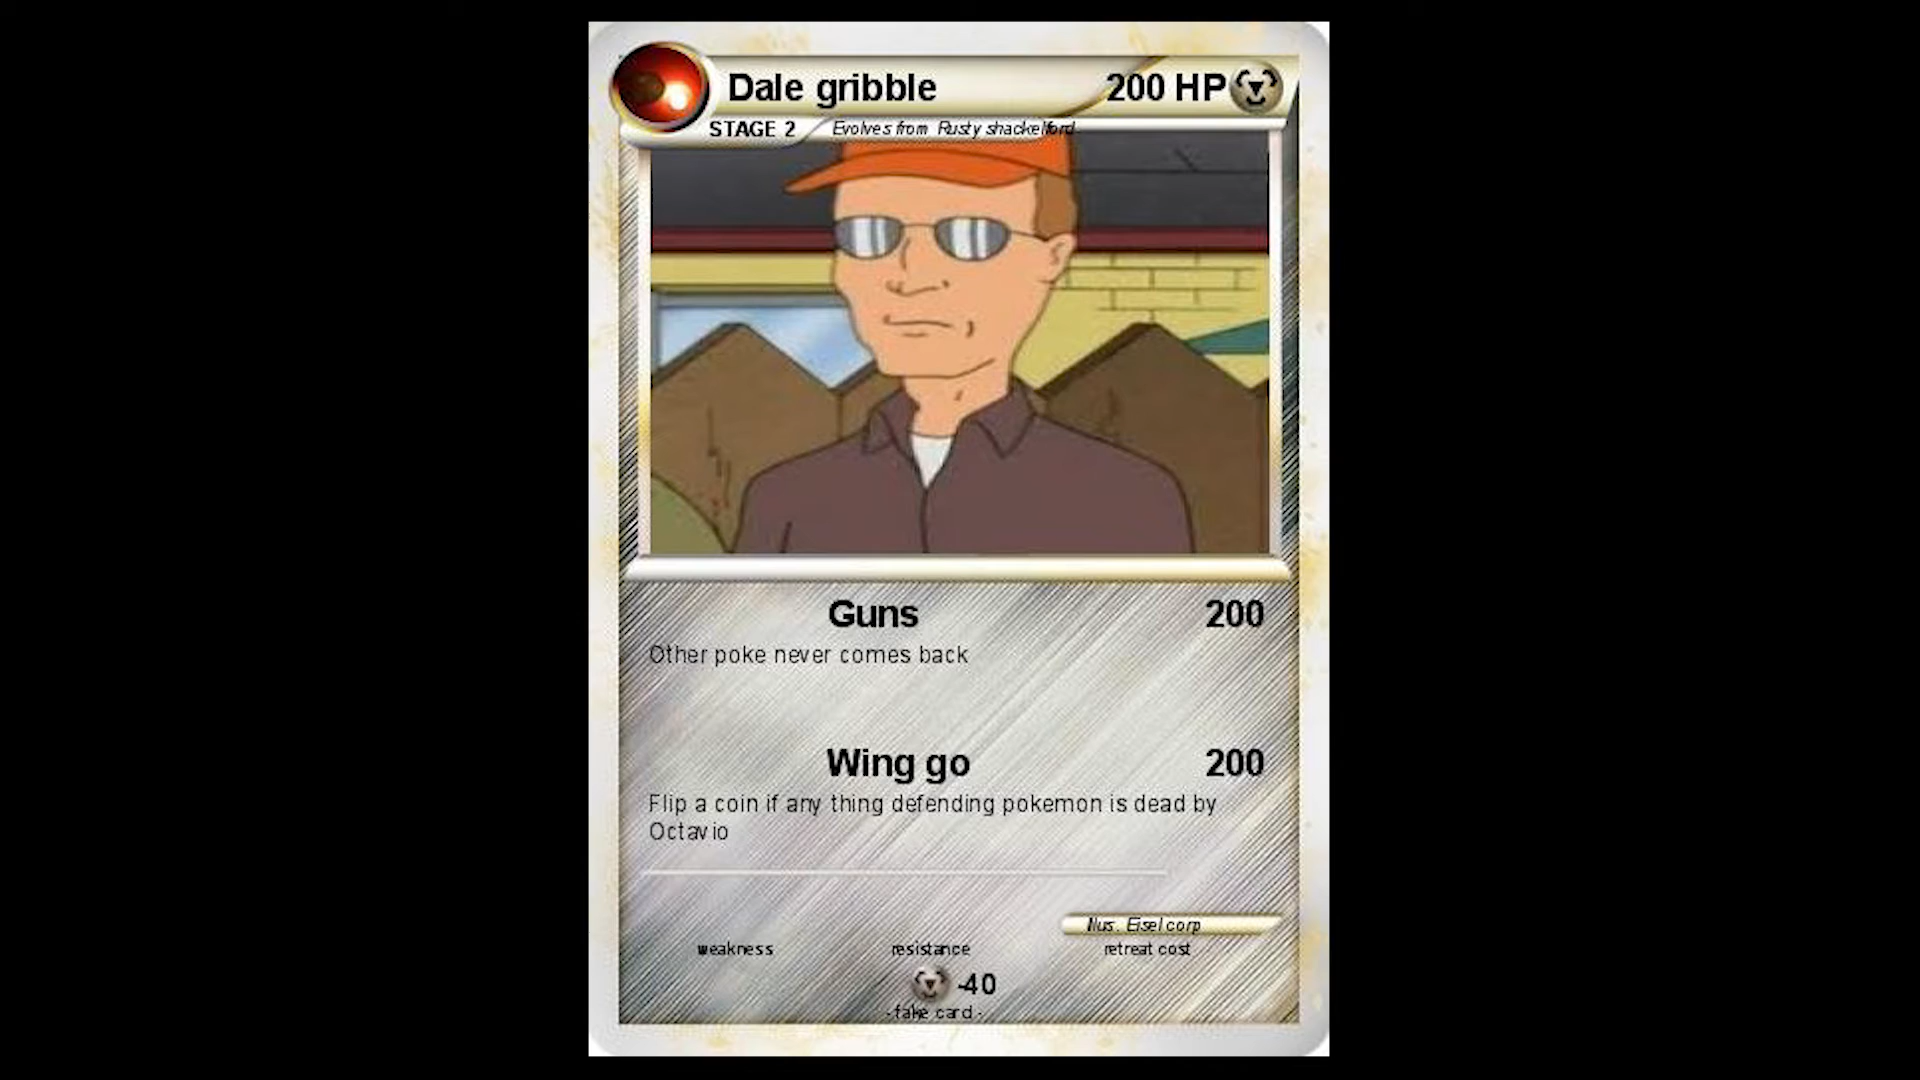 Dale gribble 200 HP
STAGE 2 Evolves from Rusty shackelford
Guns 200
Other poke never comes back
Wing go 200
Flip a coin if any thing defending pokemon is dead by
Octavio
Illus. Eisel corp
weakness resistance retreat cost
-40
- fake card -